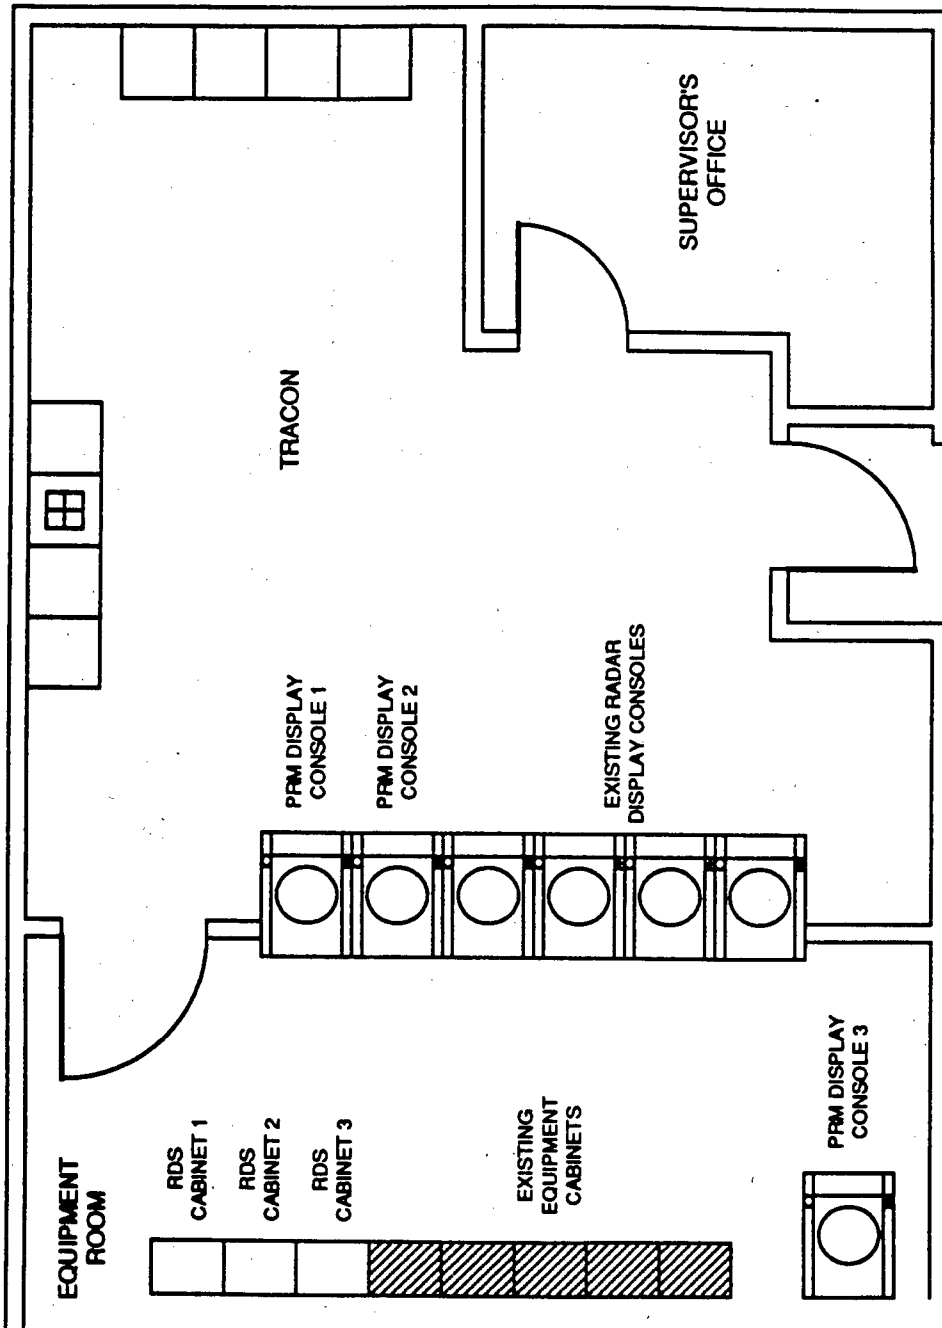 EQUIPMENT
ROOM
RDS
CABINET 1
RDS
CABINET 2
RDS
CABINET 3
EXISTING
EQUIPMENT
CABINETS
PRM DISPLAY
CONSOLE 3
PRM DISPLAY
CONSOLE 1
PRM DISPLAY
CONSOLE 2
EXISTING RADAR
DISPLAY CONSOLES
TRACON
SUPERVISOR'S
OFFICE